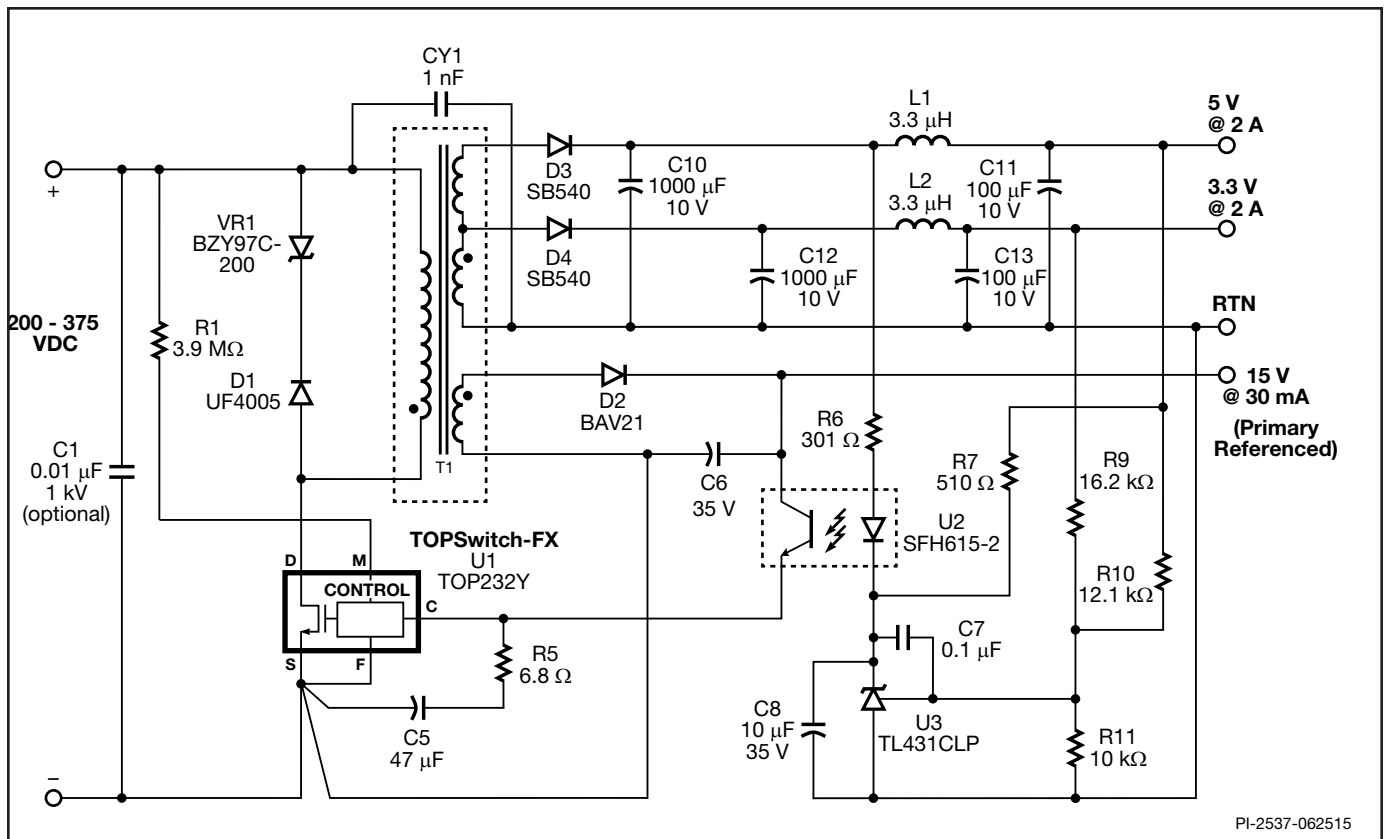 CY1
1 nF
L1
3.3 µH
5 V
@ 2 A
D3
SB540
C10
1000 µF
10 V
L2
3.3 µH
C11
100 µF
10 V
3.3 V
@ 2 A
+
VR1
BZY97C-
200
D4
SB540
C12
1000 µF
10 V
C13
100 µF
10 V
RTN
200 - 375
VDC
R1
3.9 MΩ
D1
UF4005
D2
BAV21
15 V
@ 30 mA
(Primary
Referenced)
C1
0.01 µF
1 kV
(optional)
T1
C6
35 V
R6
301 Ω
R7
510 Ω
R9
16.2 kΩ
U2
SFH615-2
TOPSwitch-FX
U1
TOP232Y
D
M
CONTROL
C
S
F
R10
12.1 kΩ
R5
6.8 Ω
C7
0.1 µF
C5
47 µF
C8
10 µF
35 V
U3
TL431CLP
R11
10 kΩ
−
PI-2537-062515